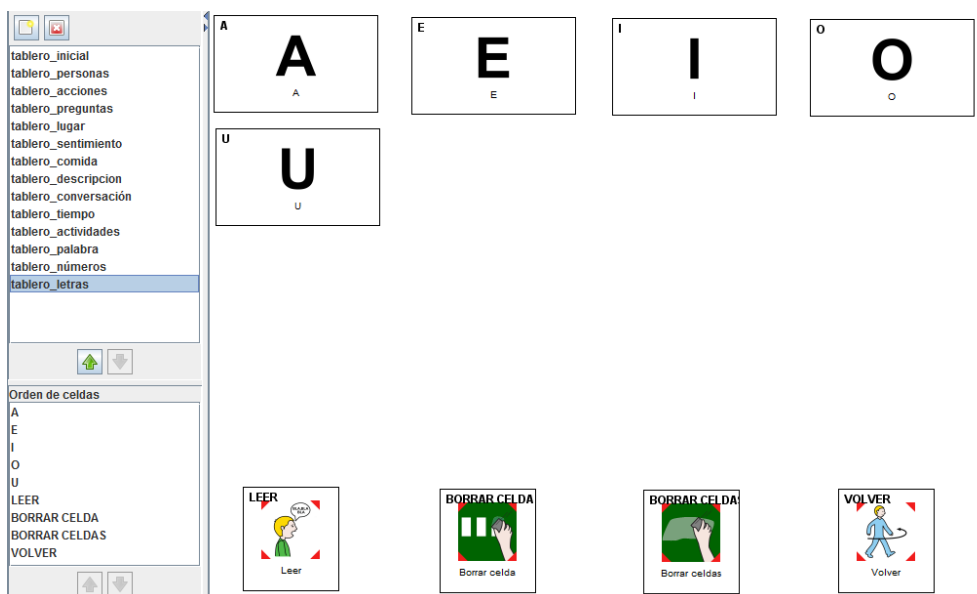 tablero_inicial
tablero_personas
tablero_acciones
tablero_preguntas
tablero_lugar
tablero_sentimiento
tablero_comida
tablero_descripcion
tablero_conversación
tablero_tiempo
tablero_actividades
tablero_palabra
tablero_números
tablero_letras
Orden de celdas
A
E
I
O
U
LEER
BORRAR CELDA
BORRAR CELDAS
VOLVER
A
A
A
E
E
E
I
I
I
O
O
O
U
U
U
LEER
Leer
BORRAR CELDA
Borrar celda
BORRAR CELDAS
Borrar celdas
VOLVER
Volver